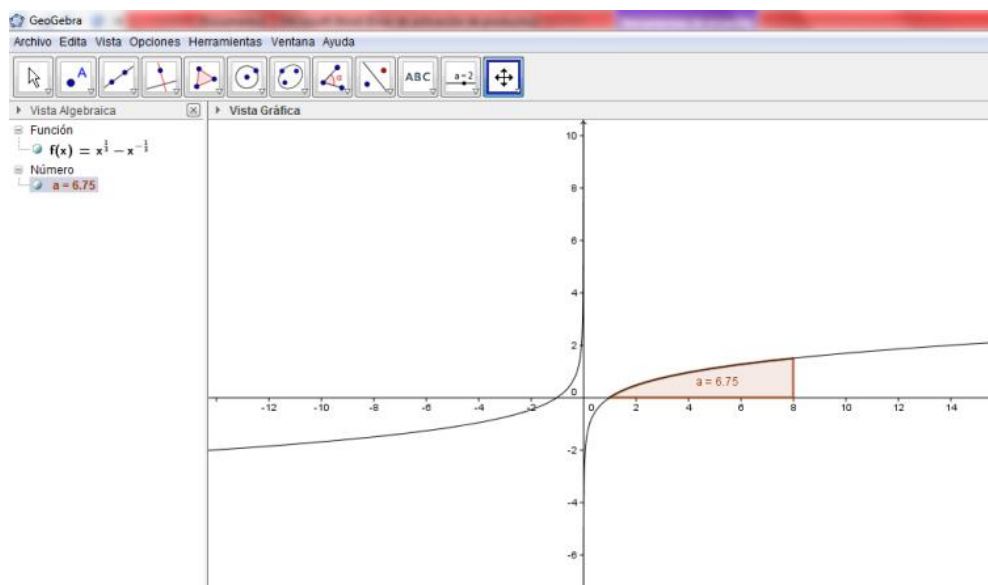 GeoGebra
Archivo Edita Vista Opciones Herramientas Ventana Ayuda
A
α
ABC
a=2
Vista Algebraica
Vista Gráfica
Función
f(x) = x^{1/3} − x^{-1/3}
Número
a = 6.75
10
8
6
4
2
0
-2
-4
-6
-12 -10 -8 -6 -4 -2 0 2 4 6 8 10 12 14
a = 6.75